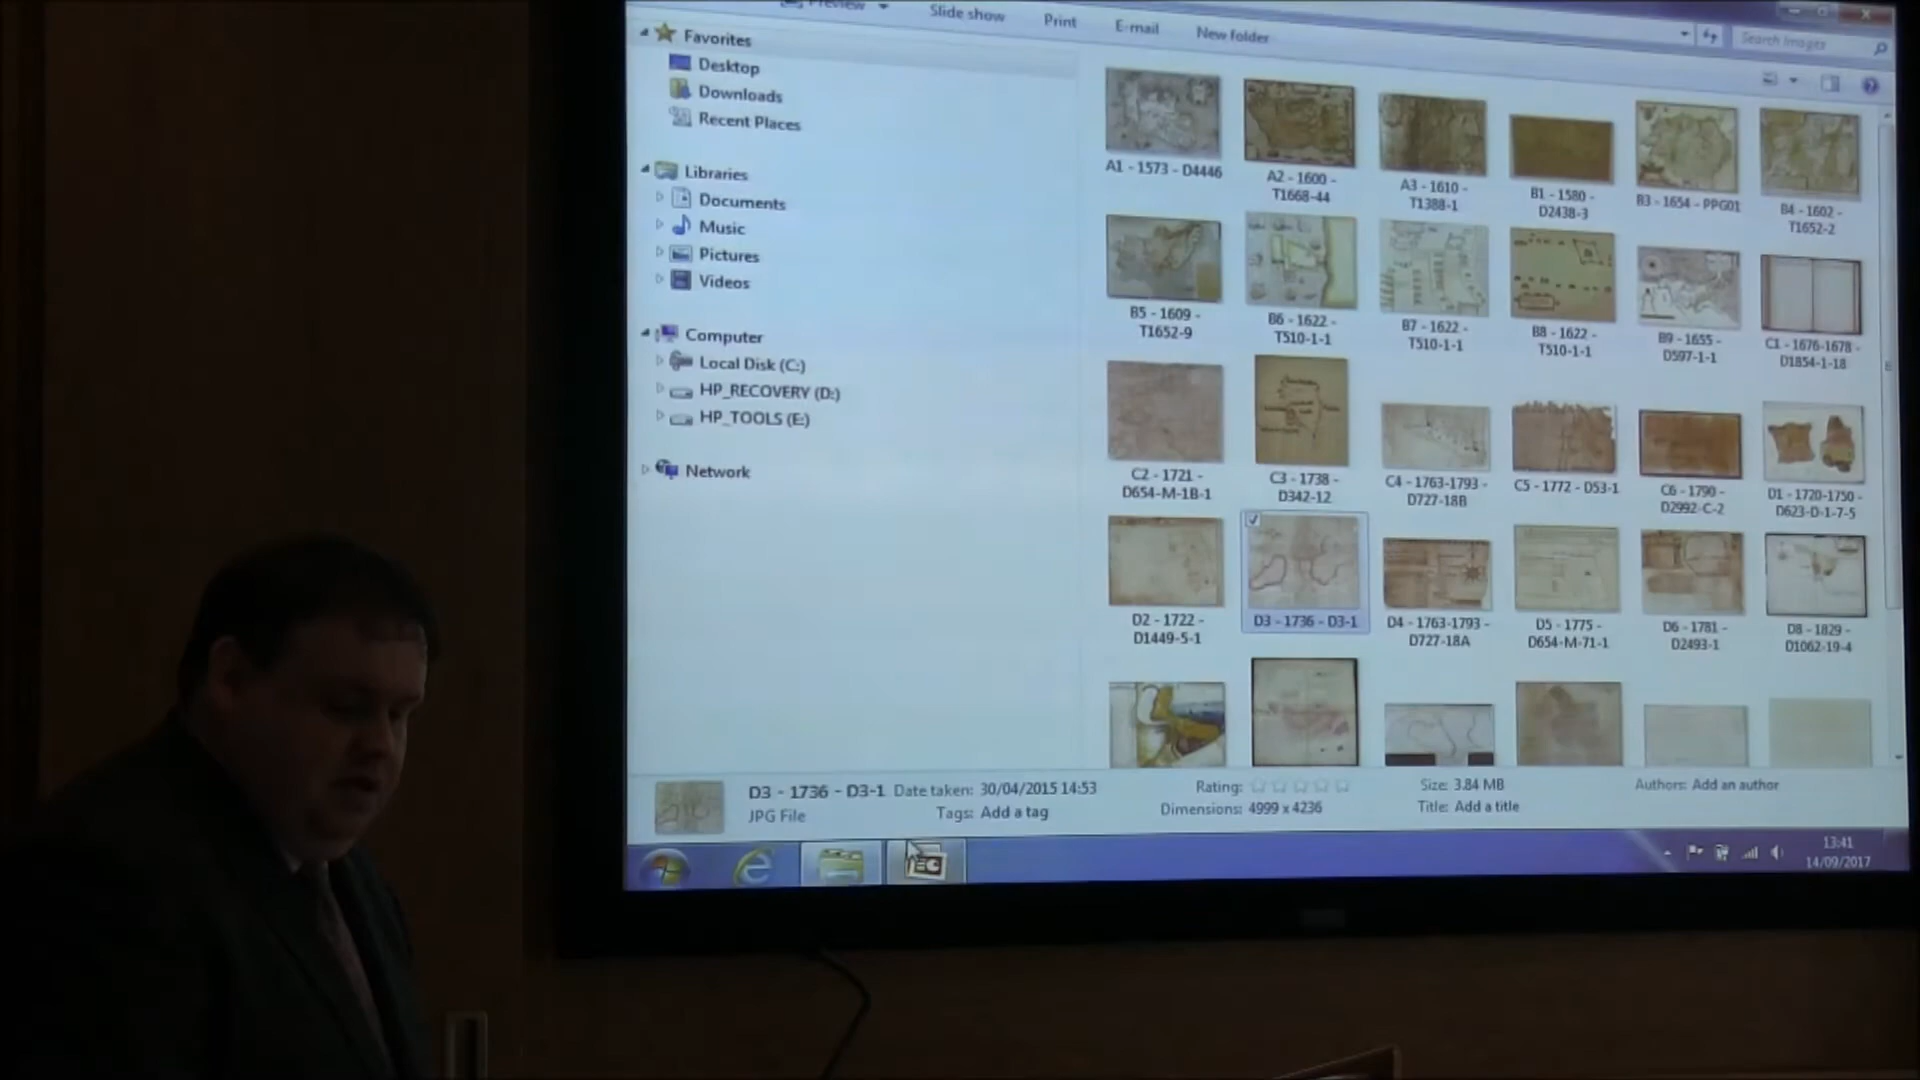 Preview
Slide show
Print
E-mail
New folder
Search Images
Favorites
Desktop
Downloads
Recent Places
Libraries
Documents
Music
Pictures
Videos
Computer
Local Disk (C:)
HP_RECOVERY (D:)
HP_TOOLS (E:)
Network
A1 - 1573 - D4446
A2 - 1600 -
T1668-44
A3 - 1610 -
T1388-1
B1 - 1580 -
D2438-3
B3 - 1654 - PPG01
B4 - 1602 -
T1652-2
B5 - 1609 -
T1652-9
B6 - 1622 -
T510-1-1
B7 - 1622 -
T510-1-1
B8 - 1622 -
T510-1-1
B9 - 1655 -
D597-1-1
C1 - 1676-1678 -
D1854-1-18
C2 - 1721 -
D654-M-1B-1
C3 - 1738 -
D342-12
C4 - 1763-1793 -
D727-18B
C5 - 1772 - D53-1
C6 - 1790 -
D2992-C-2
D1 - 1720-1750 -
D623-D-1-7-5
D2 - 1722 -
D1449-5-1
D3 - 1736 - D3-1
D4 - 1763-1793 -
D727-18A
D5 - 1775 -
D654-M-71-1
D6 - 1781 -
D2493-1
D8 - 1829 -
D1062-19-4
D3 - 1736 - D3-1 Date taken: 30/04/2015 14:53
JPG File
Tags: Add a tag
Rating:
Dimensions: 4999 x 4236
Size: 3.84 MB
Title: Add a title
Authors: Add an author
13:41
14/09/2017